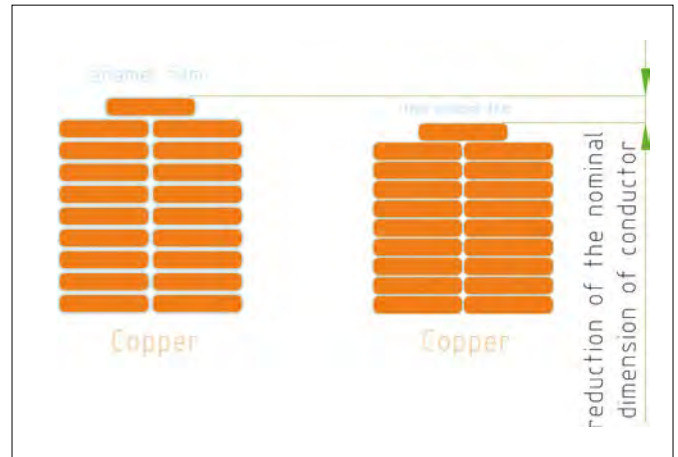 enamel film
Copper
Copper
reduction of the nominal
dimension of conductor